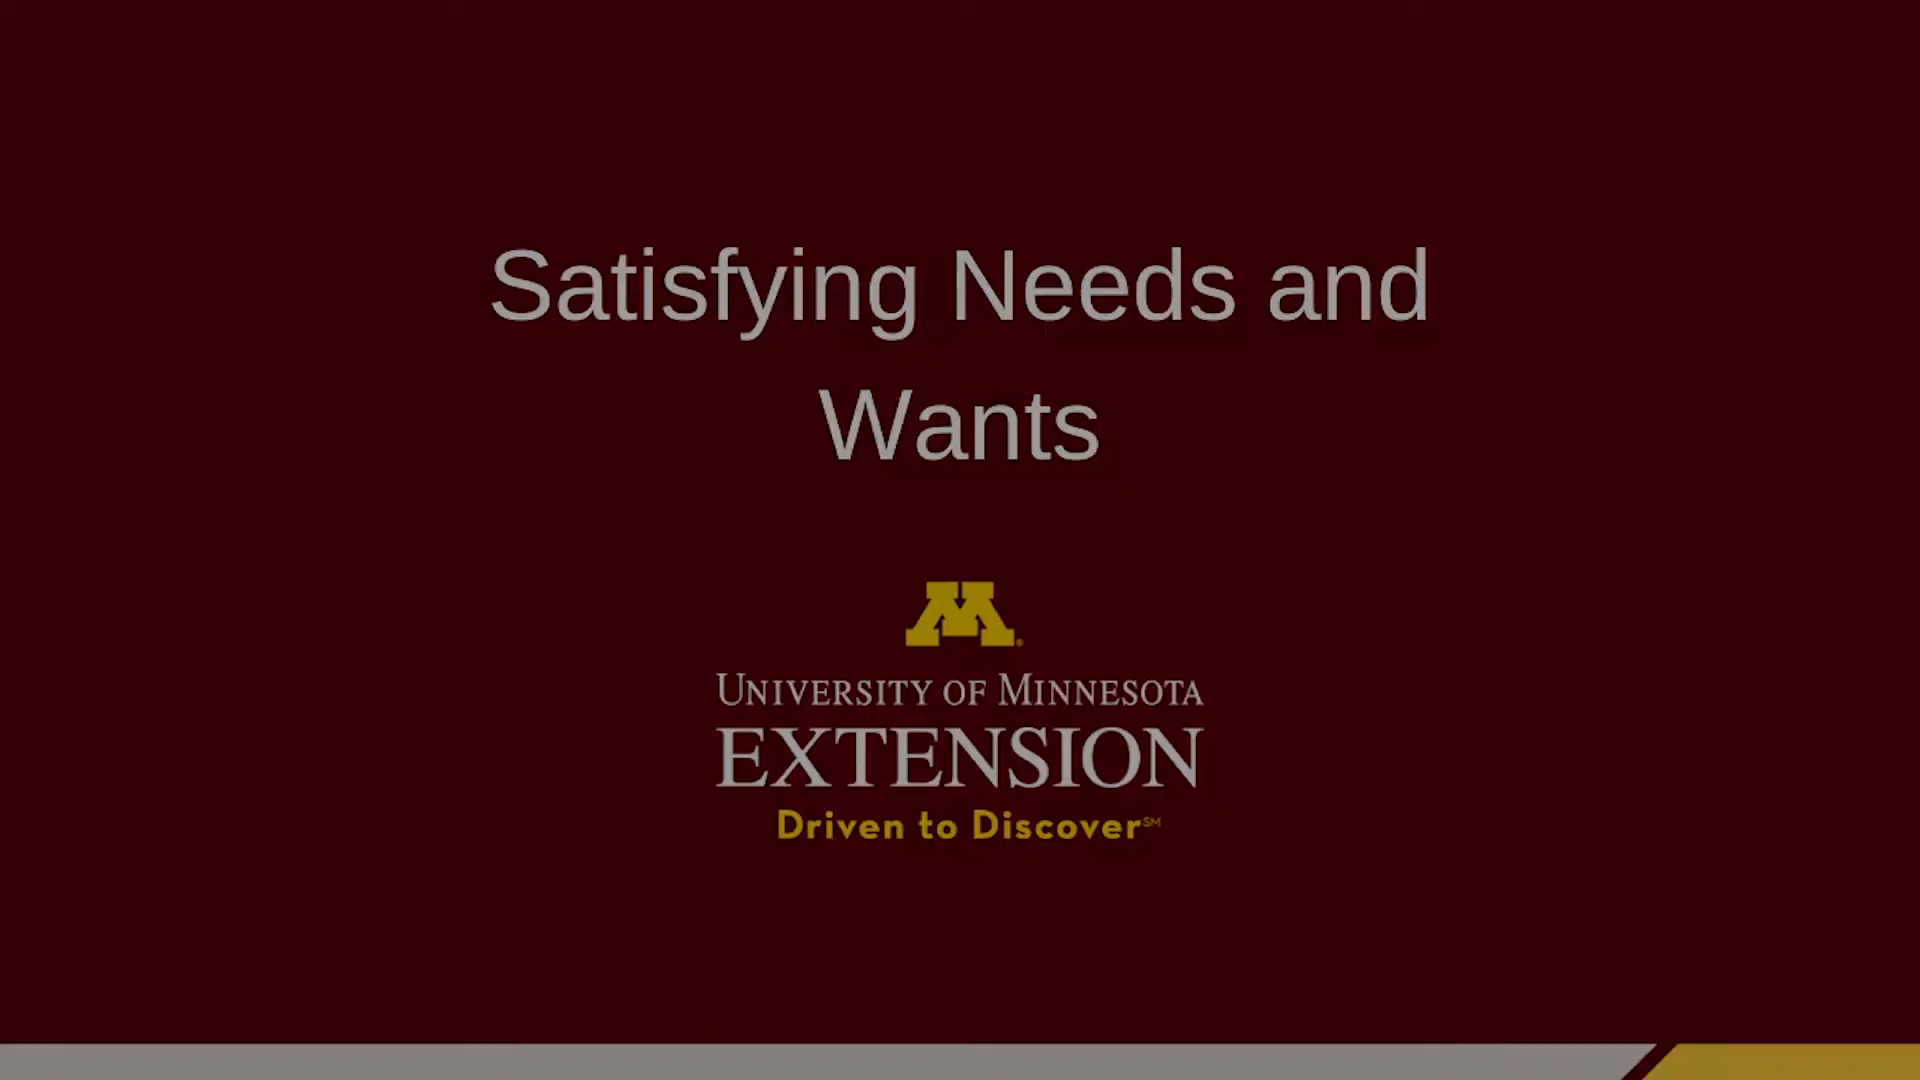 Satisfying Needs and
Wants
M®
UNIVERSITY OF MINNESOTA
EXTENSION
Driven to Discover℠